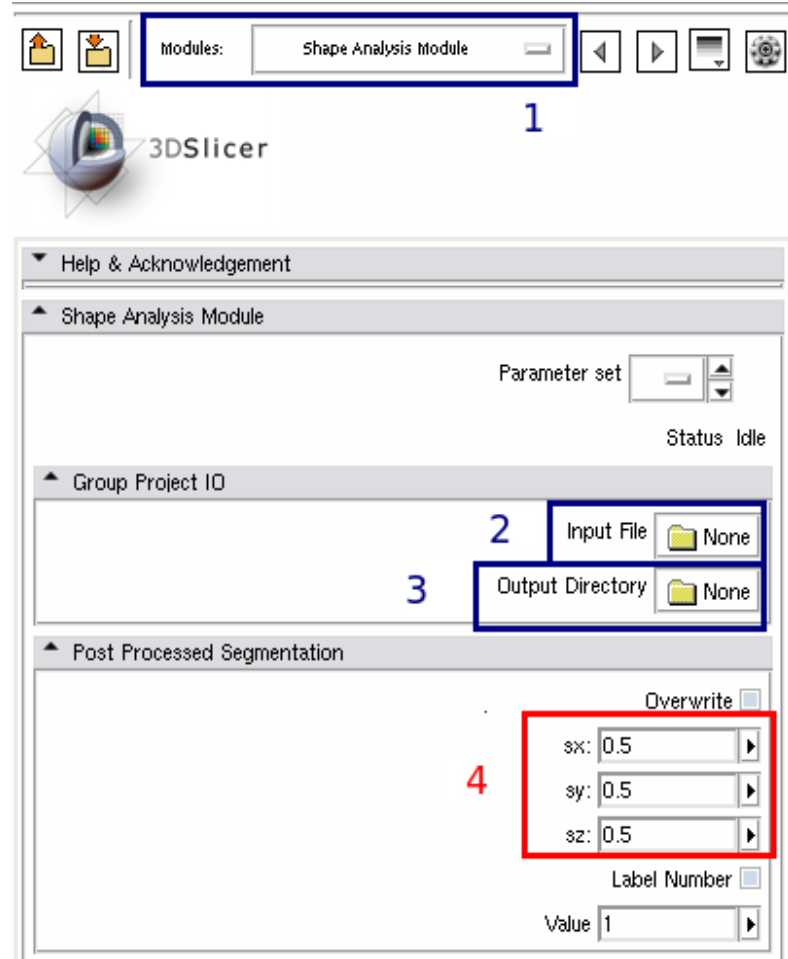 Modules: Shape Analysis Module
1
3DSlicer
Help & Acknowledgement
Shape Analysis Module
Parameter set
Status Idle
Group Project IO
2 Input File None
3 Output Directory None
Post Processed Segmentation
Overwrite
sx: 0.5
4 sy: 0.5
sz: 0.5
Label Number
Value 1